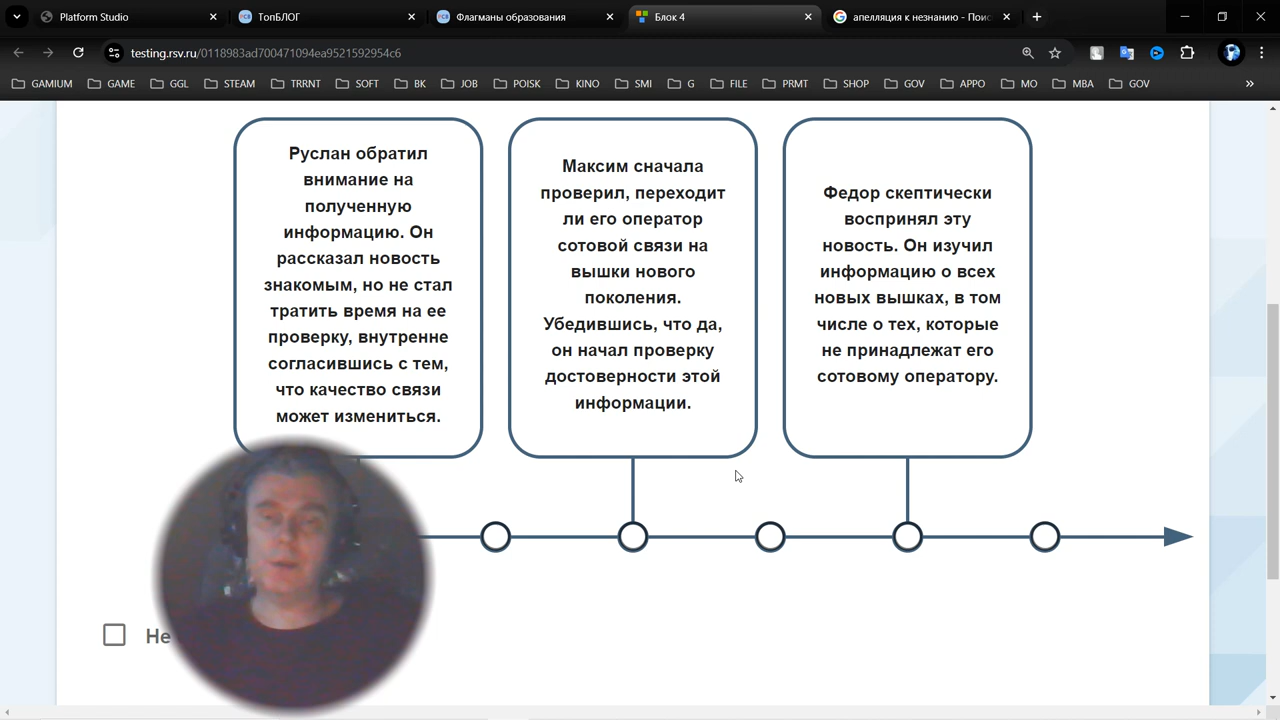 Platform Studio
ТопБЛОГ
Флагманы образования
Блок 4
апелляция к незнанию - Поис
testing.rsv.ru/0118983ad700471094ea9521592954c6
GAMIUM
GAME
GGL
STEAM
TRRNT
SOFT
BK
JOB
POISK
KINO
SMI
G
FILE
PRMT
SHOP
GOV
APPO
MO
MBA
GOV
Руслан обратил
внимание на
полученную
информацию. Он
рассказал новость
знакомым, но не стал
тратить время на ее
проверку, внутренне
согласившись с тем,
что качество связи
может измениться.
Максим сначала
проверил, переходит
ли его оператор
сотовой связи на
вышки нового
поколения.
Убедившись, что да,
он начал проверку
достоверности этой
информации.
Федор скептически
воспринял эту
новость. Он изучил
информацию о всех
новых вышках, в том
числе о тех, которые
не принадлежат его
сотовому оператору.
Не